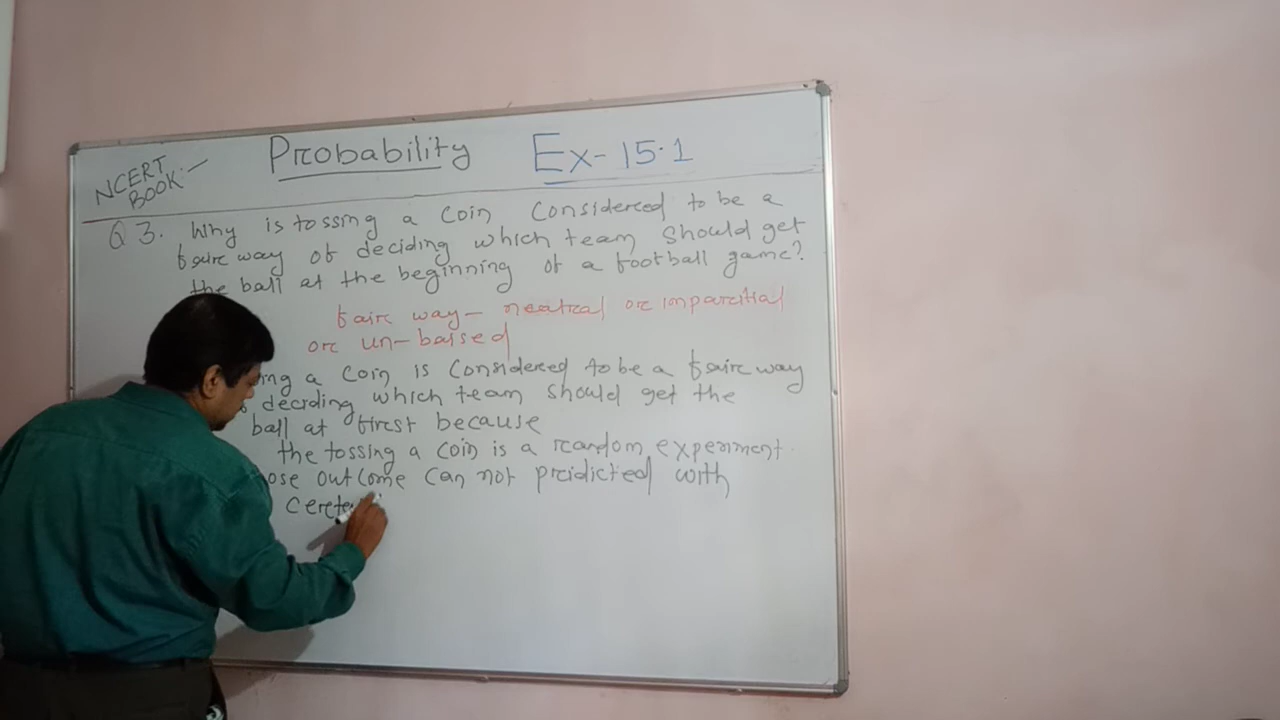 NCERT
BOOK:-
Probability Ex-15.1
Q 3. Why is tossing a coin considered to be a
fair way of deciding which team should get
the ball at the beginning of a football game?
fair way- neutral or impartial
or un-baised
a coin is considered to be a fair way
deciding which team should get the
ball at first because
the tossing a coin is a random experiment
outcome can not preidicted with